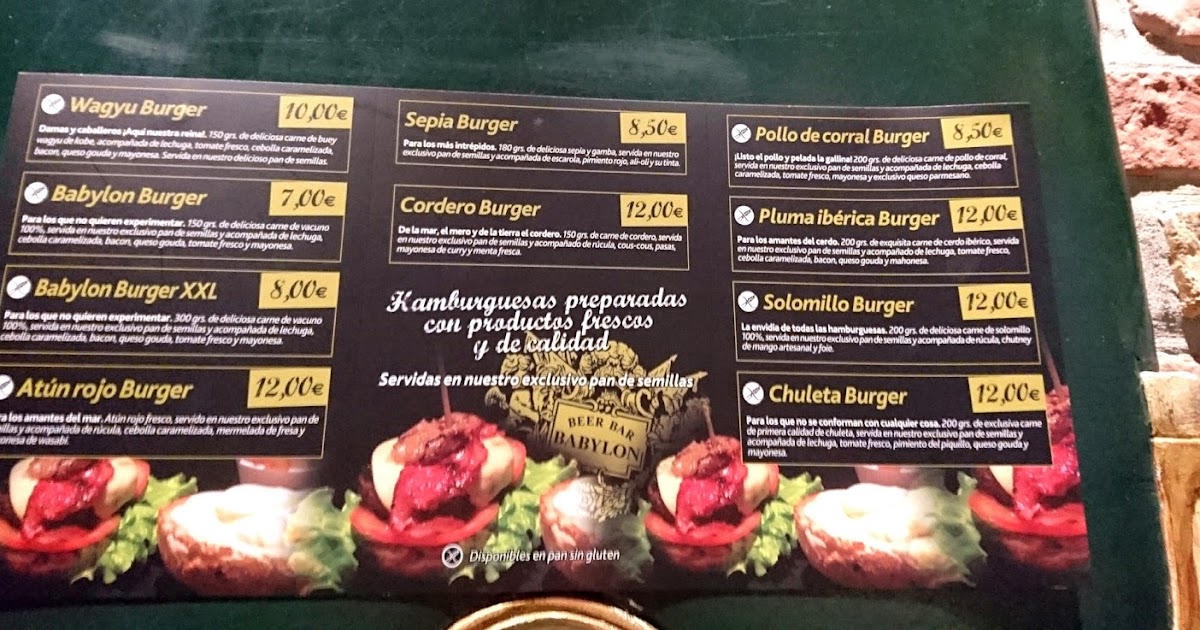 Wagyu Burger
10,00€
Damas y caballeros ¡Aquí nuestra reina!. 150 grs. de deliciosa carne de buey
wagyu de kobe, acompañada de lechuga, tomate fresco, cebolla caramelizada,
bacon, queso gouda y mayonesa. Servida en nuestro delicioso pan de semillas.
Babylon Burger
7,00€
Para los que no quieren experimentar. 150 grs. de deliciosa carne de vacuno
100%, servida en nuestro exclusivo pan de semillas y acompañada de lechuga,
cebolla caramelizada, bacon, queso gouda, tomate fresco y mayonesa.
Babylon Burger XXL
8,00€
Para los que no quieren experimentar. 300 grs. de deliciosa carne de vacuno
100%, servida en nuestro exclusivo pan de semillas y acompañada de lechuga,
cebolla caramelizada, bacon, queso gouda, tomate fresco y mayonesa.
Atún rojo Burger
12,00€
ra los amantes del mar. Atún rojo fresco, servido en nuestro exclusivo pan de
millas y acompañada de rúcula, cebolla caramelizada, mermelada de fresa y
yonesa de wasabi.
Sepia Burger
8,50€
Para los más intrépidos. 180 grs. de deliciosa sepia y gamba, servida en nuestro
exclusivo pan de semillas y acompañada de escarola, pimiento rojo, ali-oli y su tinta.
Cordero Burger
12,00€
De la mar, el mero y de la tierra el cordero. 150 grs. de carne de cordero, servida
en nuestro exclusivo pan de semillas y acompañado de rúcula, cous-cous, pasas,
mayonesa de curry y menta fresca.
Hamburguesas preparadas
con productos frescos
y de calidad
Servidas en nuestro exclusivo pan de semillas
BEER BAR
BABYLON
Disponibles en pan sin gluten
Pollo de corral Burger
8,50€
¡Listo el pollo y pelada la gallina! 200 grs. de deliciosa carne de pollo de corral,
servida en nuestro exclusivo pan de semillas y acompañada de lechuga, cebolla
caramelizada, tomate fresco, mayonesa y exclusivo queso parmesano.
Pluma ibérica Burger
12,00€
Para los amantes del cerdo. 200 grs. de exquisita carne de cerdo ibérico, servida
en nuestro exclusivo pan de semillas y acompañado de lechuga, tomate fresco,
cebolla caramelizada, bacon, queso gouda y mahonesa.
Solomillo Burger
12,00€
La envidia de todas las hamburguesas. 200 grs. de deliciosa carne de solomillo
100%, servida en nuestro exclusivo pan de semillas y acompañada de rúcula, chutney
de mango artesanal y foie.
Chuleta Burger
12,00€
Para los que no se conforman con cualquier cosa. 200 grs. de exclusiva carne
de primera calidad de chuleta, servida en nuestro exclusivo pan de semillas y
acompañada de lechuga, tomate fresco, pimiento del piquillo, queso gouda y
mayonesa.